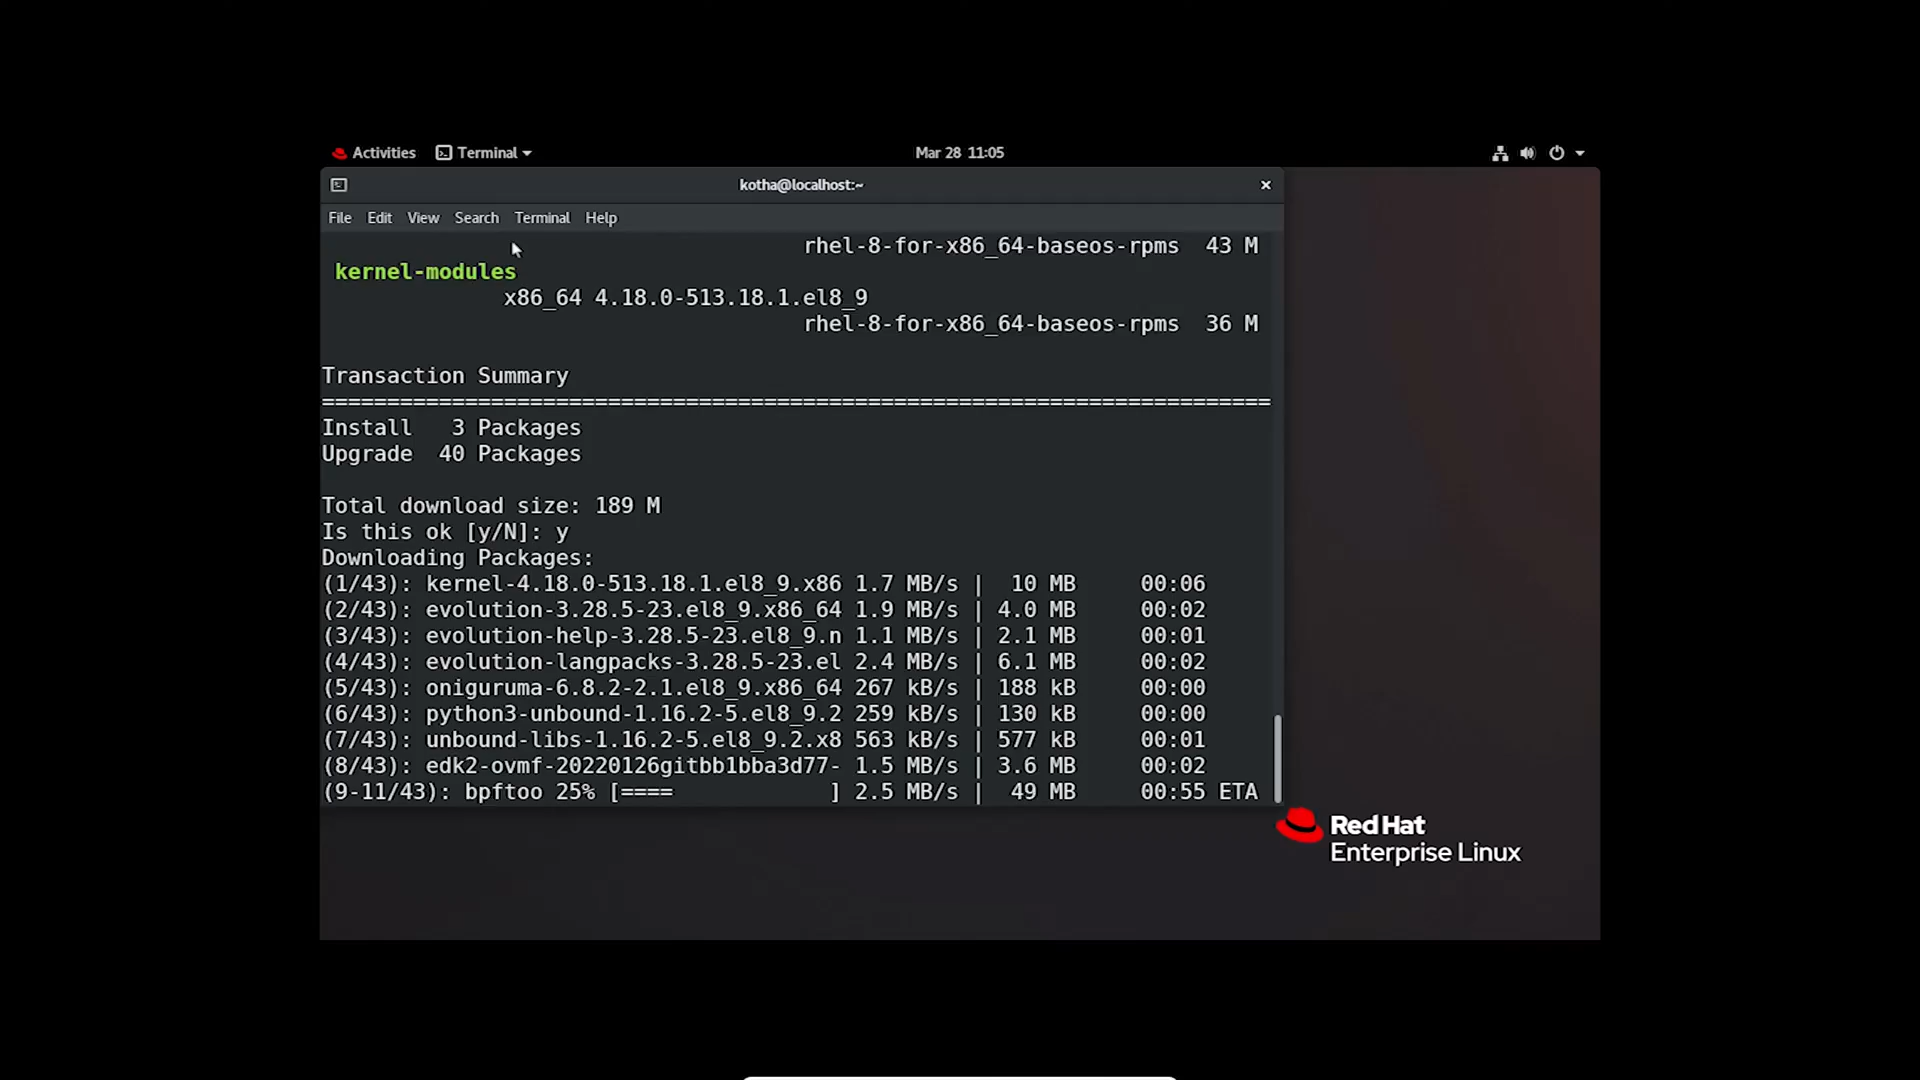 Activities Terminal Mar 28 11:05
kotha@localhost:~
File Edit View Search Terminal Help
rhel-8-for-x86_64-baseos-rpms 43 M
kernel-modules
x86_64 4.18.0-513.18.1.el8_9
rhel-8-for-x86_64-baseos-rpms 36 M
Transaction Summary
=========================================================================
Install 3 Packages
Upgrade 40 Packages
Total download size: 189 M
Is this ok [y/N]: y
Downloading Packages:
(1/43): kernel-4.18.0-513.18.1.el8_9.x86 1.7 MB/s | 10 MB 00:06
(2/43): evolution-3.28.5-23.el8_9.x86_64 1.9 MB/s | 4.0 MB 00:02
(3/43): evolution-help-3.28.5-23.el8_9.n 1.1 MB/s | 2.1 MB 00:01
(4/43): evolution-langpacks-3.28.5-23.el 2.4 MB/s | 6.1 MB 00:02
(5/43): oniguruma-6.8.2-2.1.el8_9.x86_64 267 kB/s | 188 kB 00:00
(6/43): python3-unbound-1.16.2-5.el8_9.2 259 kB/s | 130 kB 00:00
(7/43): unbound-libs-1.16.2-5.el8_9.2.x8 563 kB/s | 577 kB 00:01
(8/43): edk2-ovmf-20220126gitbb1bba3d77- 1.5 MB/s | 3.6 MB 00:02
(9-11/43): bpftoo 25% [==== ] 2.5 MB/s | 49 MB 00:55 ETA
Red Hat
Enterprise Linux